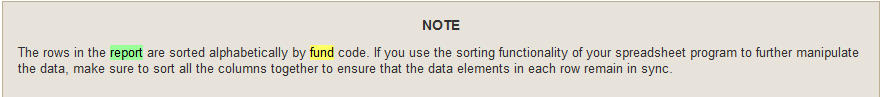 NOTE
The rows in the report are sorted alphabetically by fund code. If you use the sorting functionality of your spreadsheet program to further manipulate
the data, make sure to sort all the columns together to ensure that the data elements in each row remain in sync.